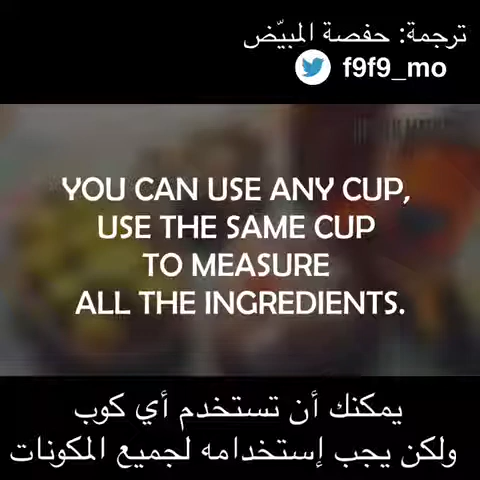 ترجمة: حفصة المبيّض
f9f9_mo
YOU CAN USE ANY CUP,
USE THE SAME CUP
TO MEASURE
ALL THE INGREDIENTS.
يمكنك أن تستخدم أي كوب
ولكن يجب إستخدامه لجميع المكونات